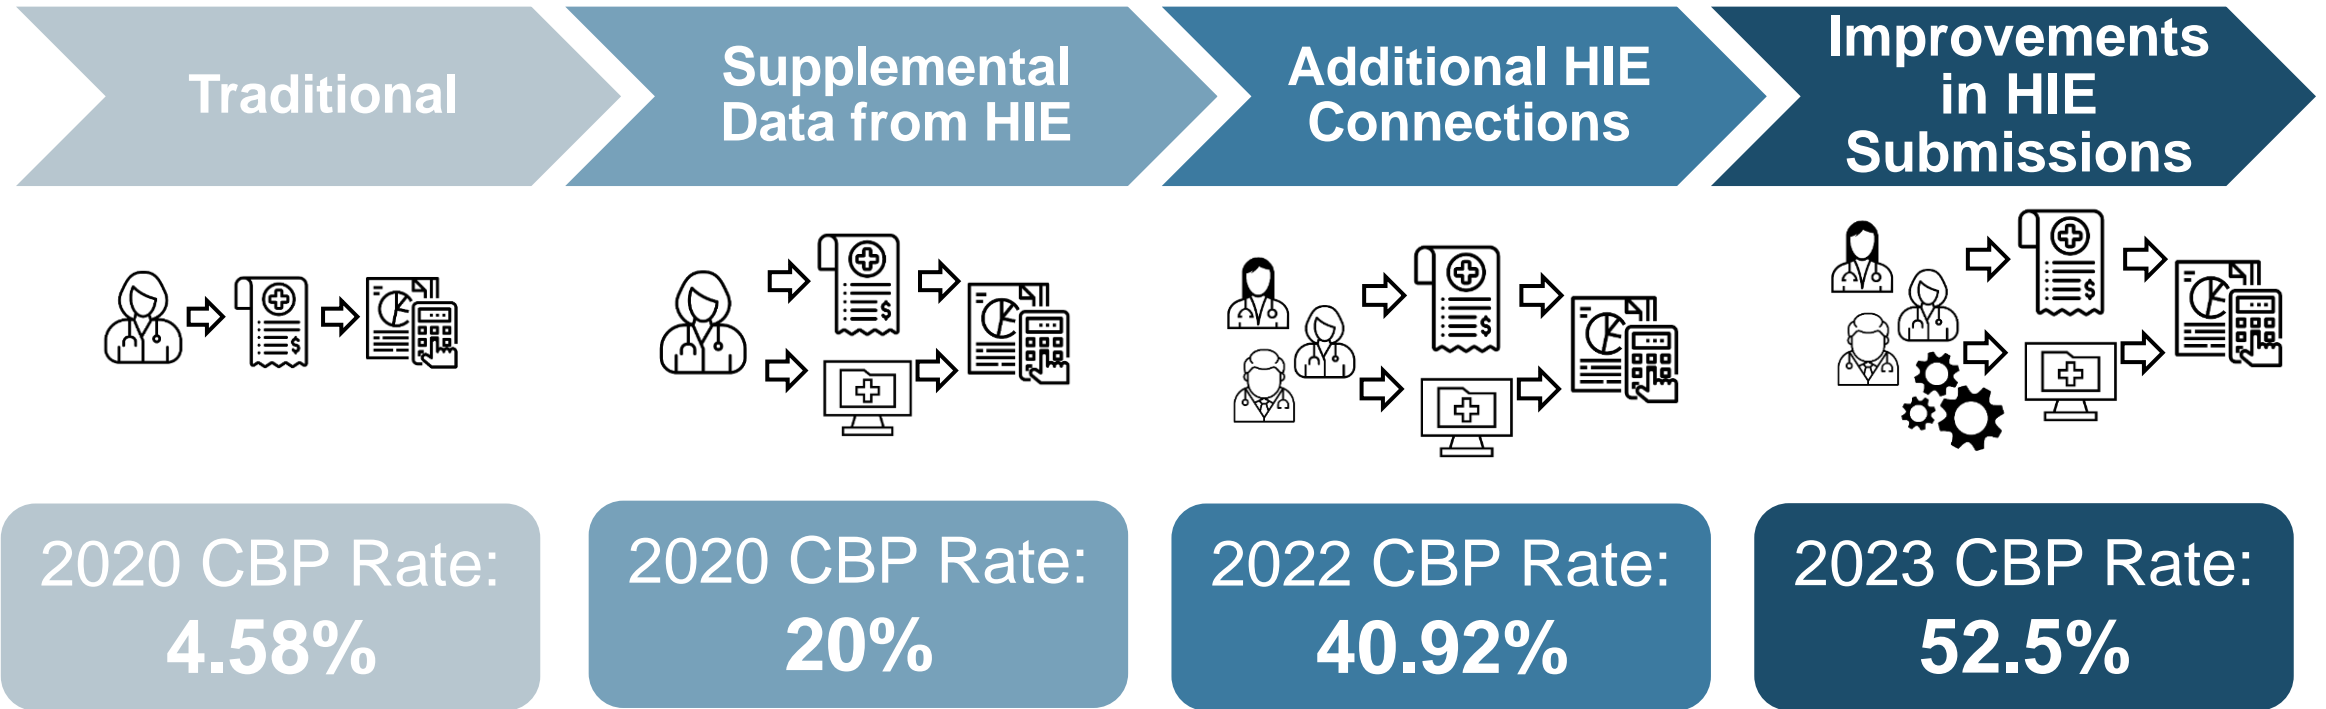 Traditional
Supplemental
Data from HIE
Additional HIE
Connections
Improvements
in HIE
Submissions
$
$
$
$
2020 CBP Rate:
4.58%
2020 CBP Rate:
20%
2022 CBP Rate:
40.92%
2023 CBP Rate:
52.5%